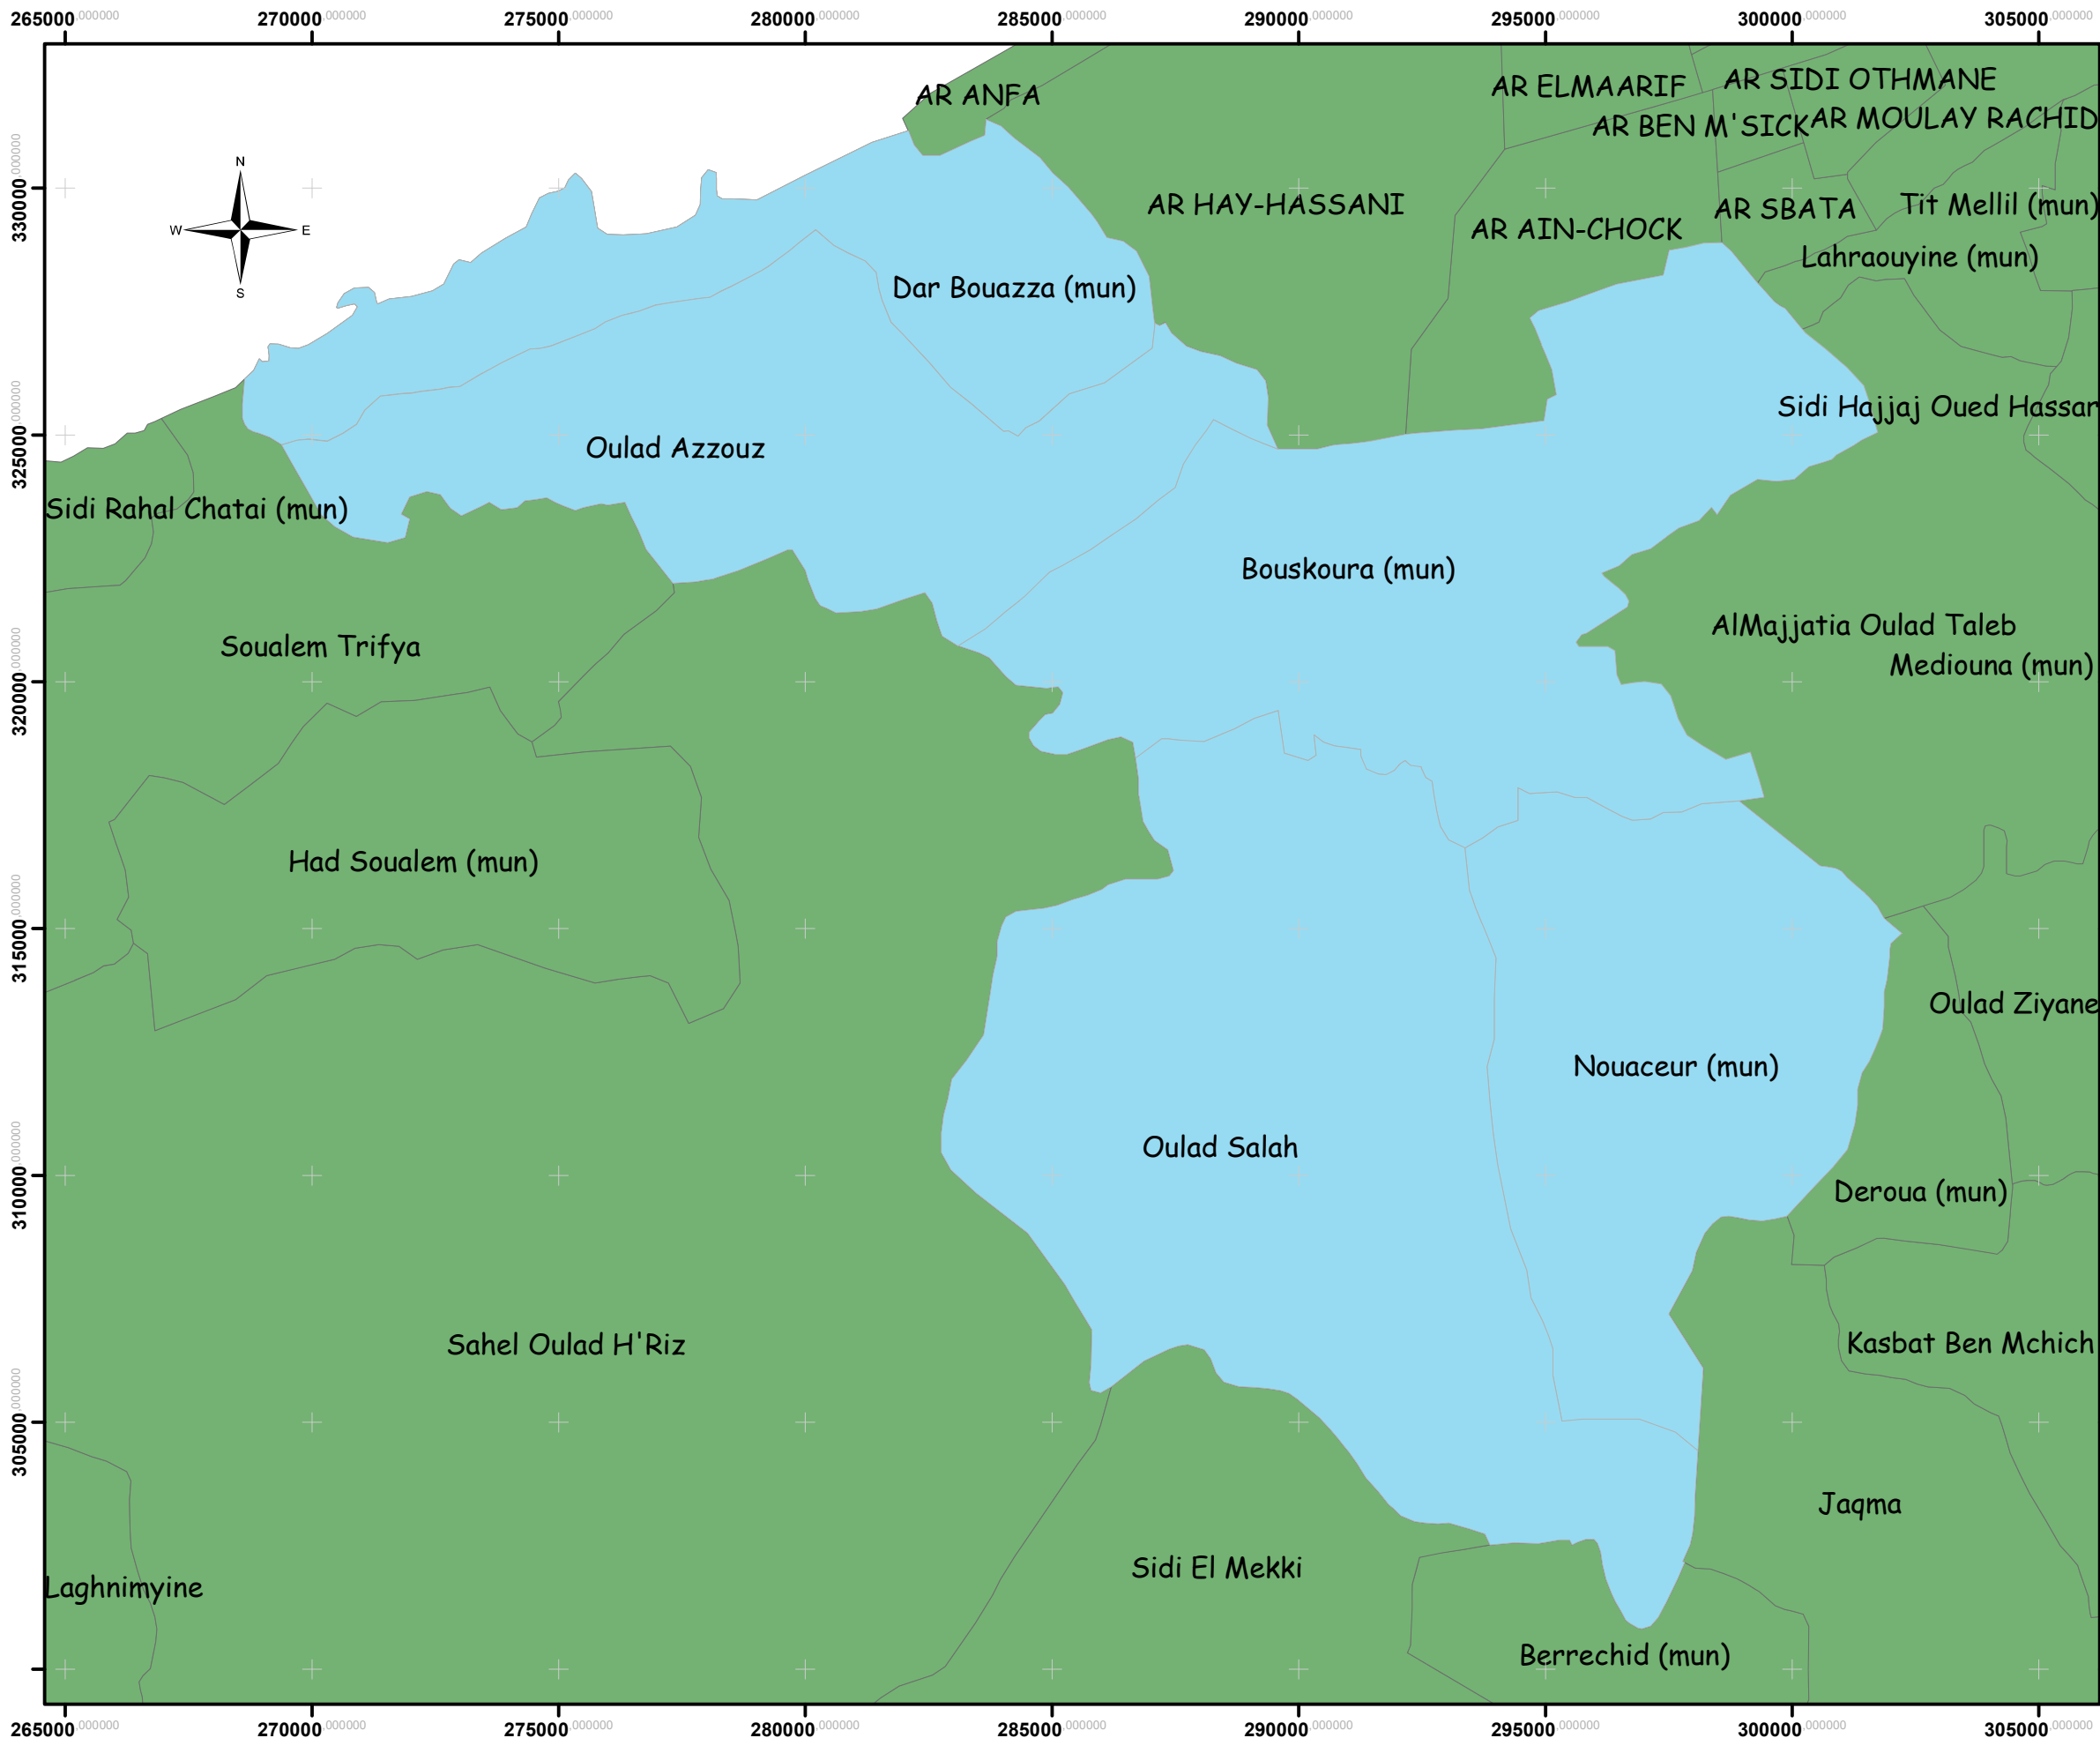 265000.000000 270000.000000 275000.000000 280000.000000 285000.000000 290000.000000 295000.000000 300000.000000 305000.000000
AR ANFA
AR ELMAARIF
AR SIDI OTHMANE
AR BEN M'SICK
AR MOULAY RACHID
N
W
E
S
330000.000000
AR HAY-HASSANI
AR AIN-CHOCK
AR SBATA
Tit Mellil (mun)
Lahraouyine (mun)
Dar Bouazza (mun)
325000.000000
Oulad Azzouz
Sidi Hajjaj Oued Hassar
Sidi Rahal Chatai (mun)
Bouskoura (mun)
AlMajjatia Oulad Taleb
Soualem Trifya
Mediouna (mun)
320000.000000
Had Soualem (mun)
315000.000000
Oulad Ziyane
Nouaceur (mun)
Oulad Salah
310000.000000
Deroua (mun)
Sahel Oulad H'Riz
Kasbat Ben Mchich
305000.000000
Jaqma
Sidi El Mekki
Laghnimyine
Berrechid (mun)
265000.000000 270000.000000 275000.000000 280000.000000 285000.000000 290000.000000 295000.000000 300000.000000 305000.000000